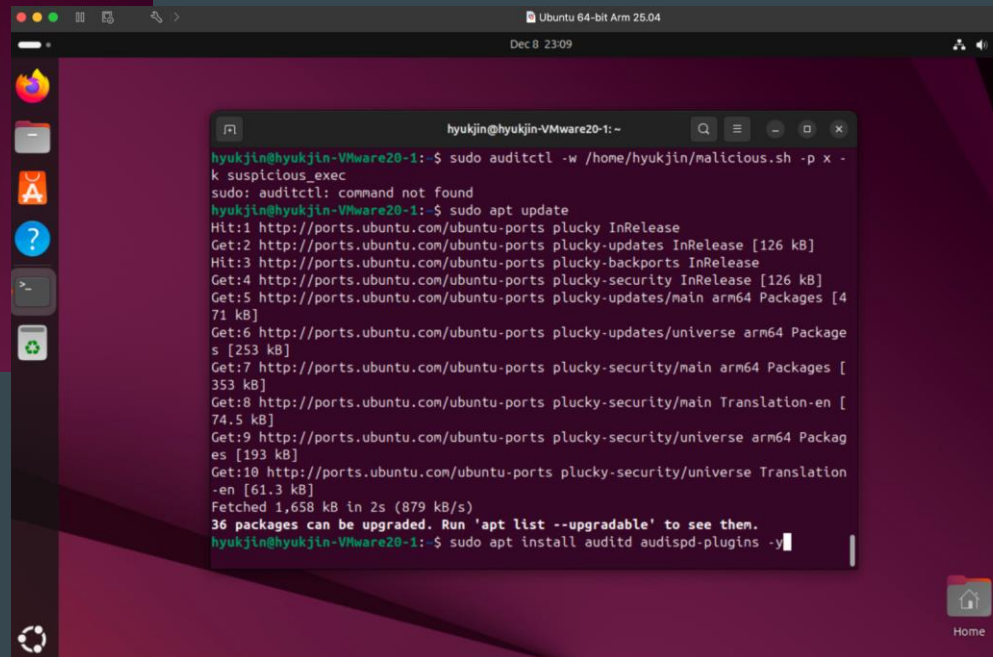 Ubuntu 64-bit Arm 25.04
Dec 8 23:09
hyukjin@hyukjin-VMware20-1: ~
hyukjin@hyukjin-VMware20-1:~$ sudo auditctl -w /home/hyukjin/malicious.sh -p x -
k suspicious_exec
sudo: auditctl: command not found
hyukjin@hyukjin-VMware20-1:~$ sudo apt update
Hit:1 http://ports.ubuntu.com/ubuntu-ports plucky InRelease
Get:2 http://ports.ubuntu.com/ubuntu-ports plucky-updates InRelease [126 kB]
Hit:3 http://ports.ubuntu.com/ubuntu-ports plucky-backports InRelease
Get:4 http://ports.ubuntu.com/ubuntu-ports plucky-security InRelease [126 kB]
Get:5 http://ports.ubuntu.com/ubuntu-ports plucky-updates/main arm64 Packages [4
71 kB]
Get:6 http://ports.ubuntu.com/ubuntu-ports plucky-updates/universe arm64 Package
s [253 kB]
Get:7 http://ports.ubuntu.com/ubuntu-ports plucky-security/main arm64 Packages [
353 kB]
Get:8 http://ports.ubuntu.com/ubuntu-ports plucky-security/main Translation-en [
74.5 kB]
Get:9 http://ports.ubuntu.com/ubuntu-ports plucky-security/universe arm64 Packag
es [193 kB]
Get:10 http://ports.ubuntu.com/ubuntu-ports plucky-security/universe Translation
-en [61.3 kB]
Fetched 1,658 kB in 2s (879 kB/s)
36 packages can be upgraded. Run 'apt list --upgradable' to see them.
hyukjin@hyukjin-VMware20-1:~$ sudo apt install auditd audispd-plugins -y
Home